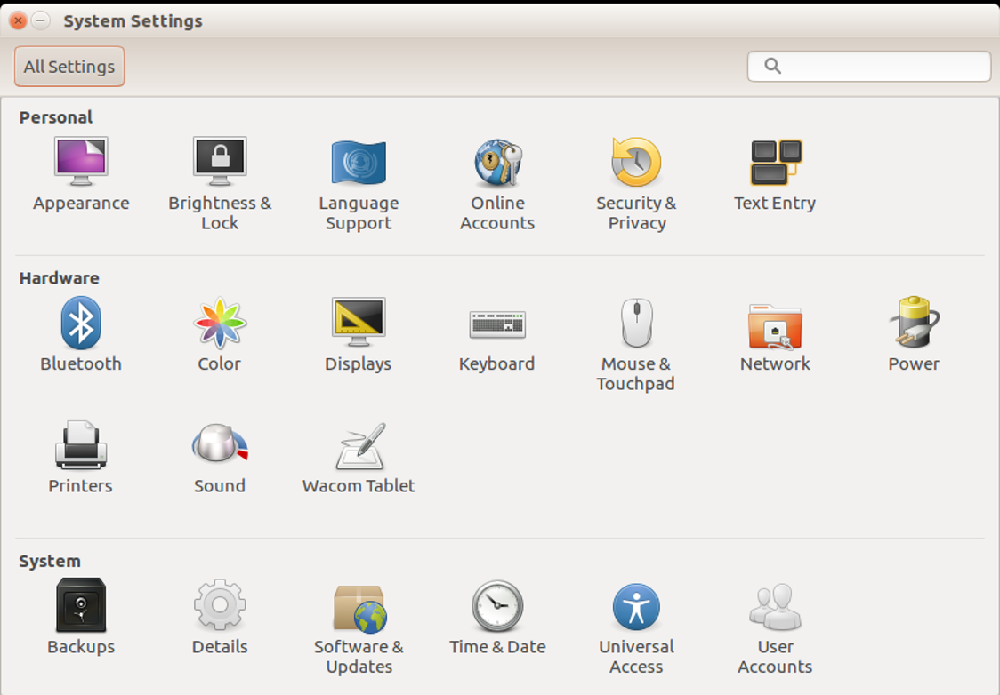 System Settings
All Settings
Personal
Appearance
Brightness &
Lock
Language
Support
Online
Accounts
Security &
Privacy
Text Entry
Hardware
Bluetooth
Color
Displays
Keyboard
Mouse &
Touchpad
Network
Power
Printers
Sound
Wacom Tablet
System
Backups
Details
Software &
Updates
Time & Date
Universal
Access
User
Accounts